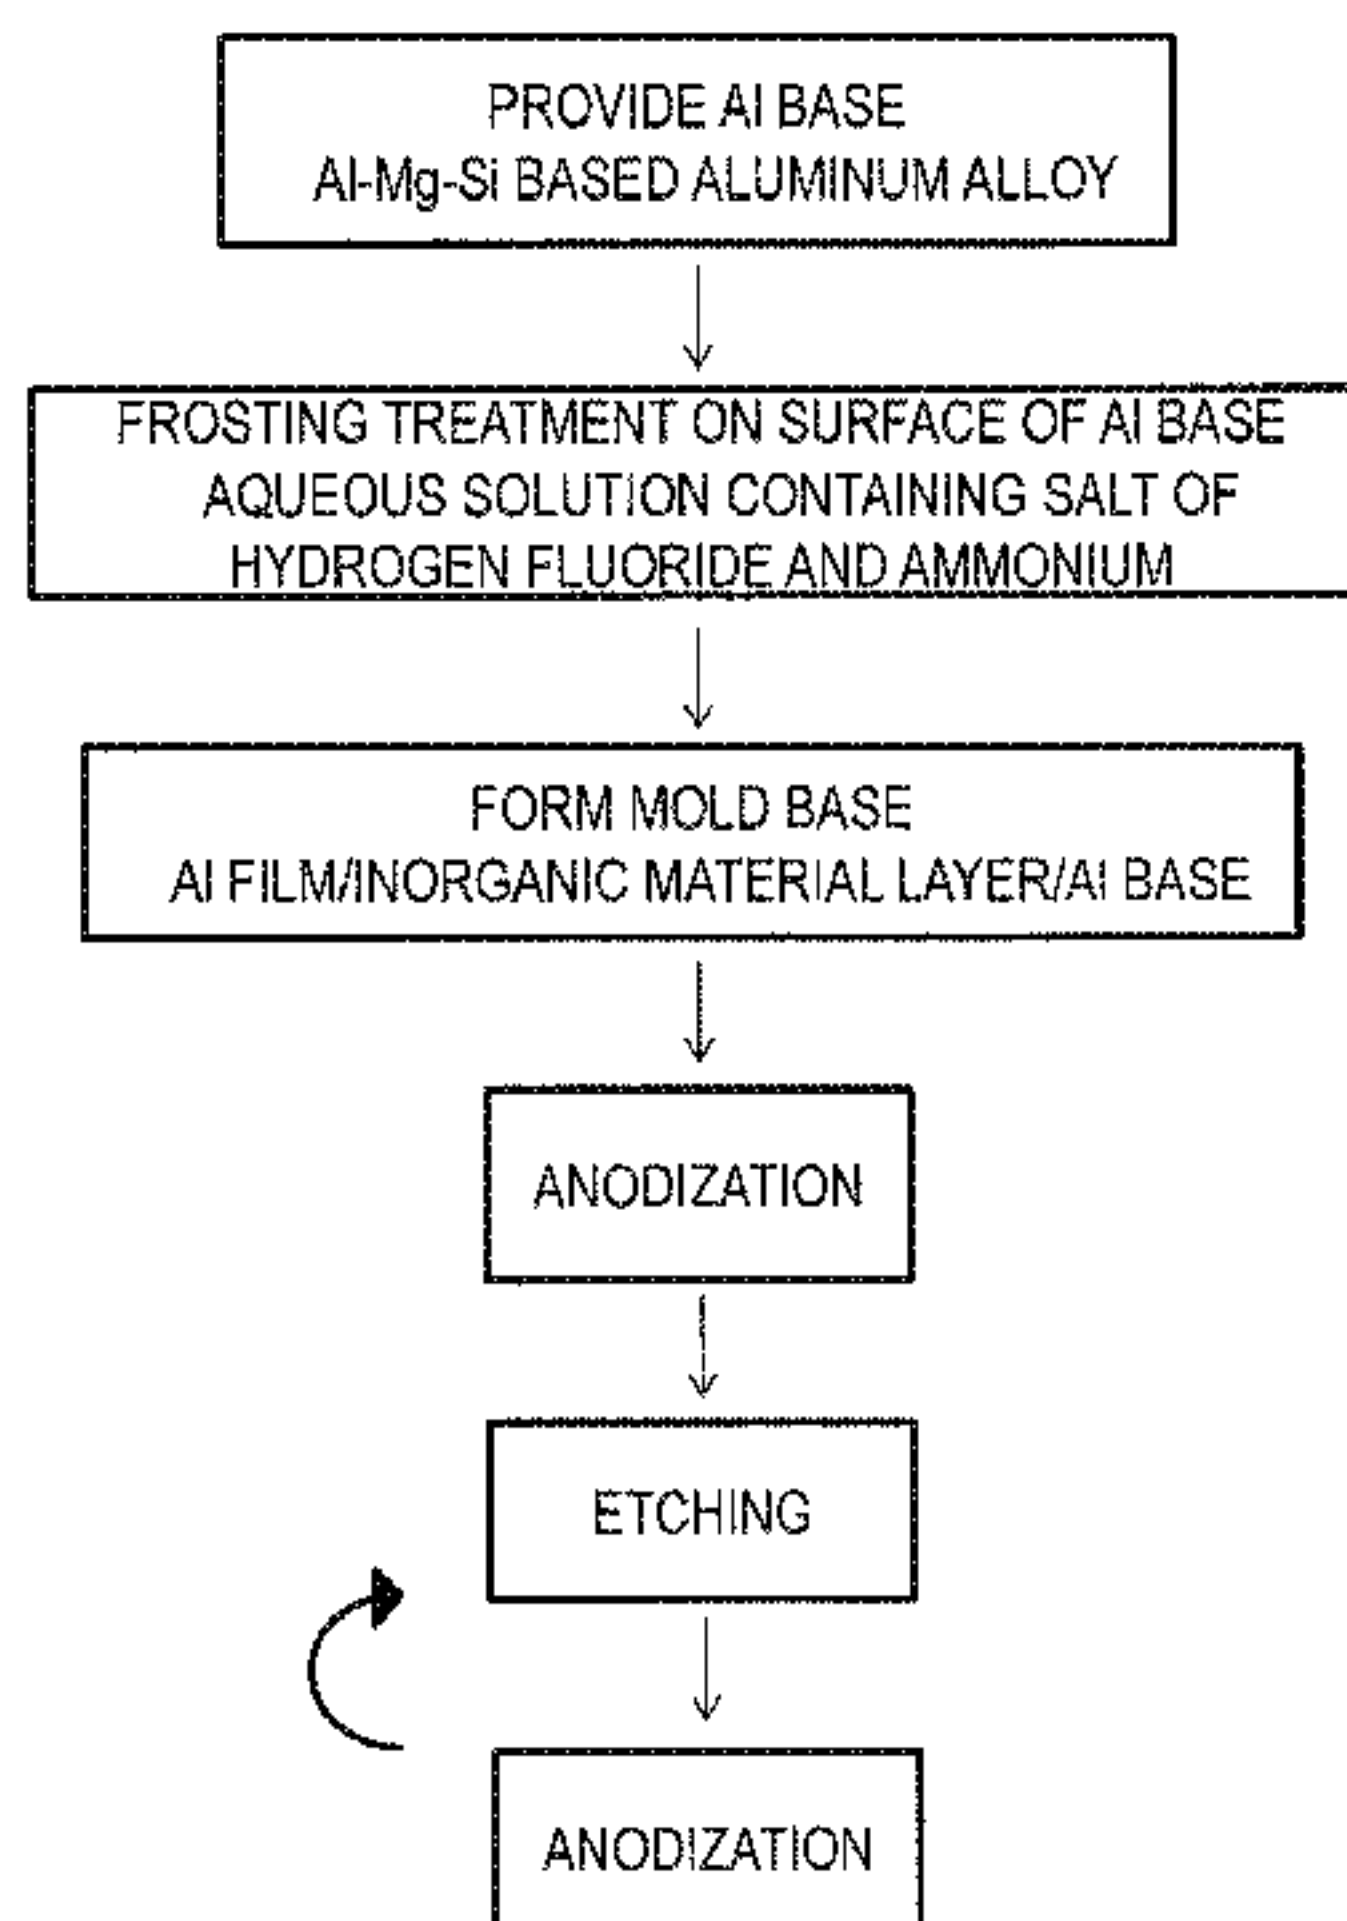 PROVIDE Al BASE
Al-Mg-Si BASED ALUMINUM ALLOY
FROSTING TREATMENT ON SURFACE OF Al BASE
AQUEOUS SOLUTION CONTAINING SALT OF
HYDROGEN FLUORIDE AND AMMONIUM
FORM MOLD BASE
Al FILM/INORGANIC MATERIAL LAYER/Al BASE
ANODIZATION
ETCHING
ANODIZATION